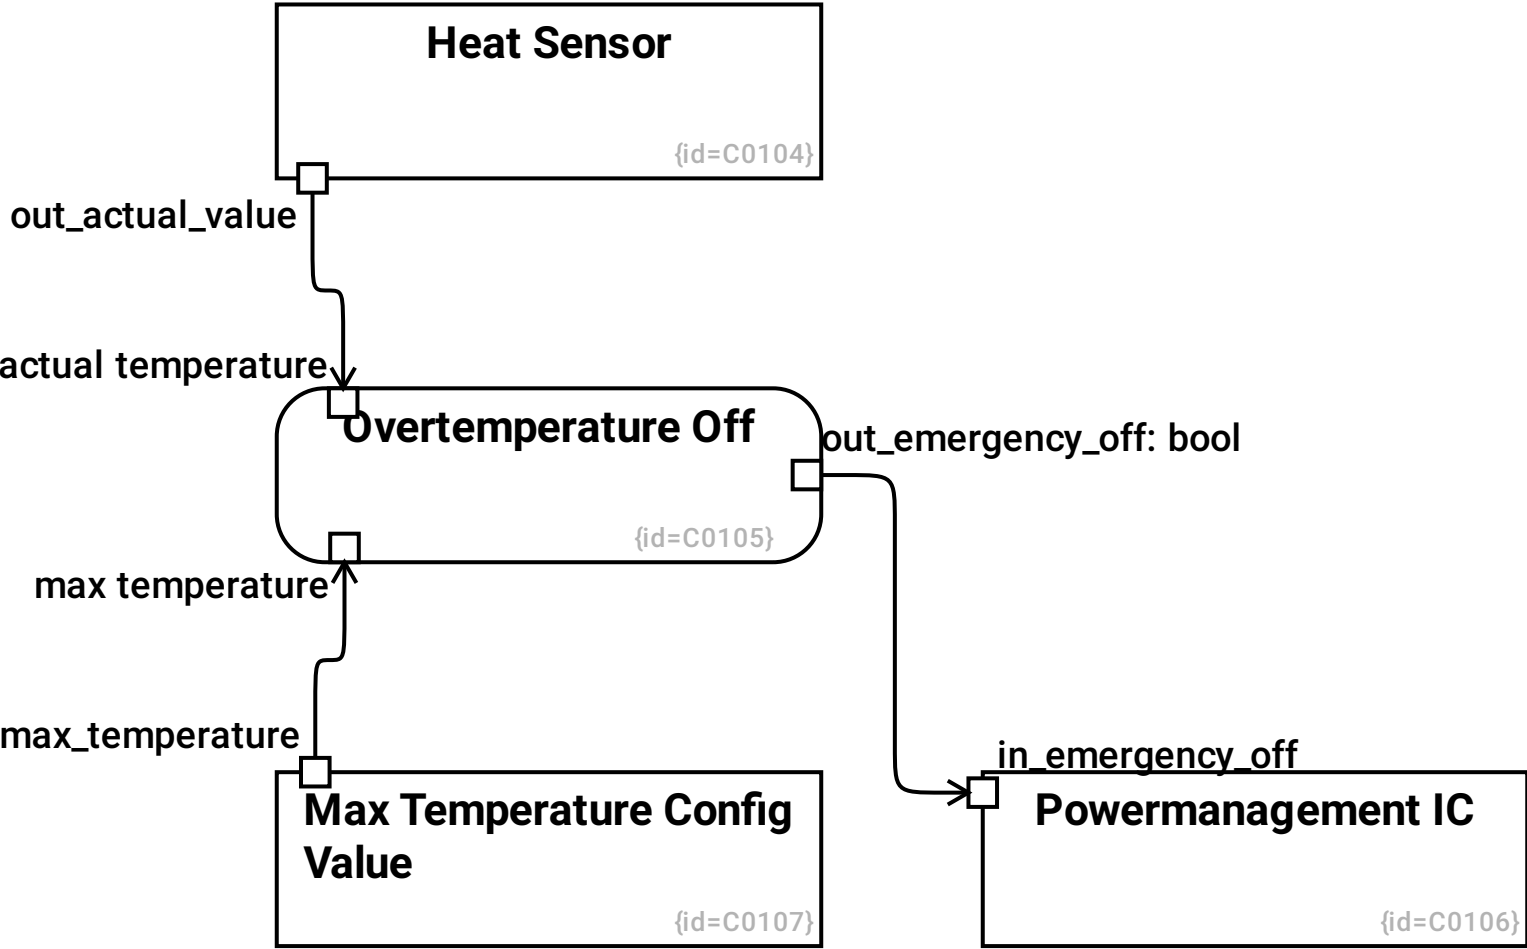 Heat Sensor
{id=C0104}
out_actual_value
actual temperature
Overtemperature Off
out_emergency_off: bool
{id=C0105}
max temperature
max_temperature
in_emergency_off
Max Temperature Config
Value
{id=C0107}
Powermanagement IC
{id=C0106}